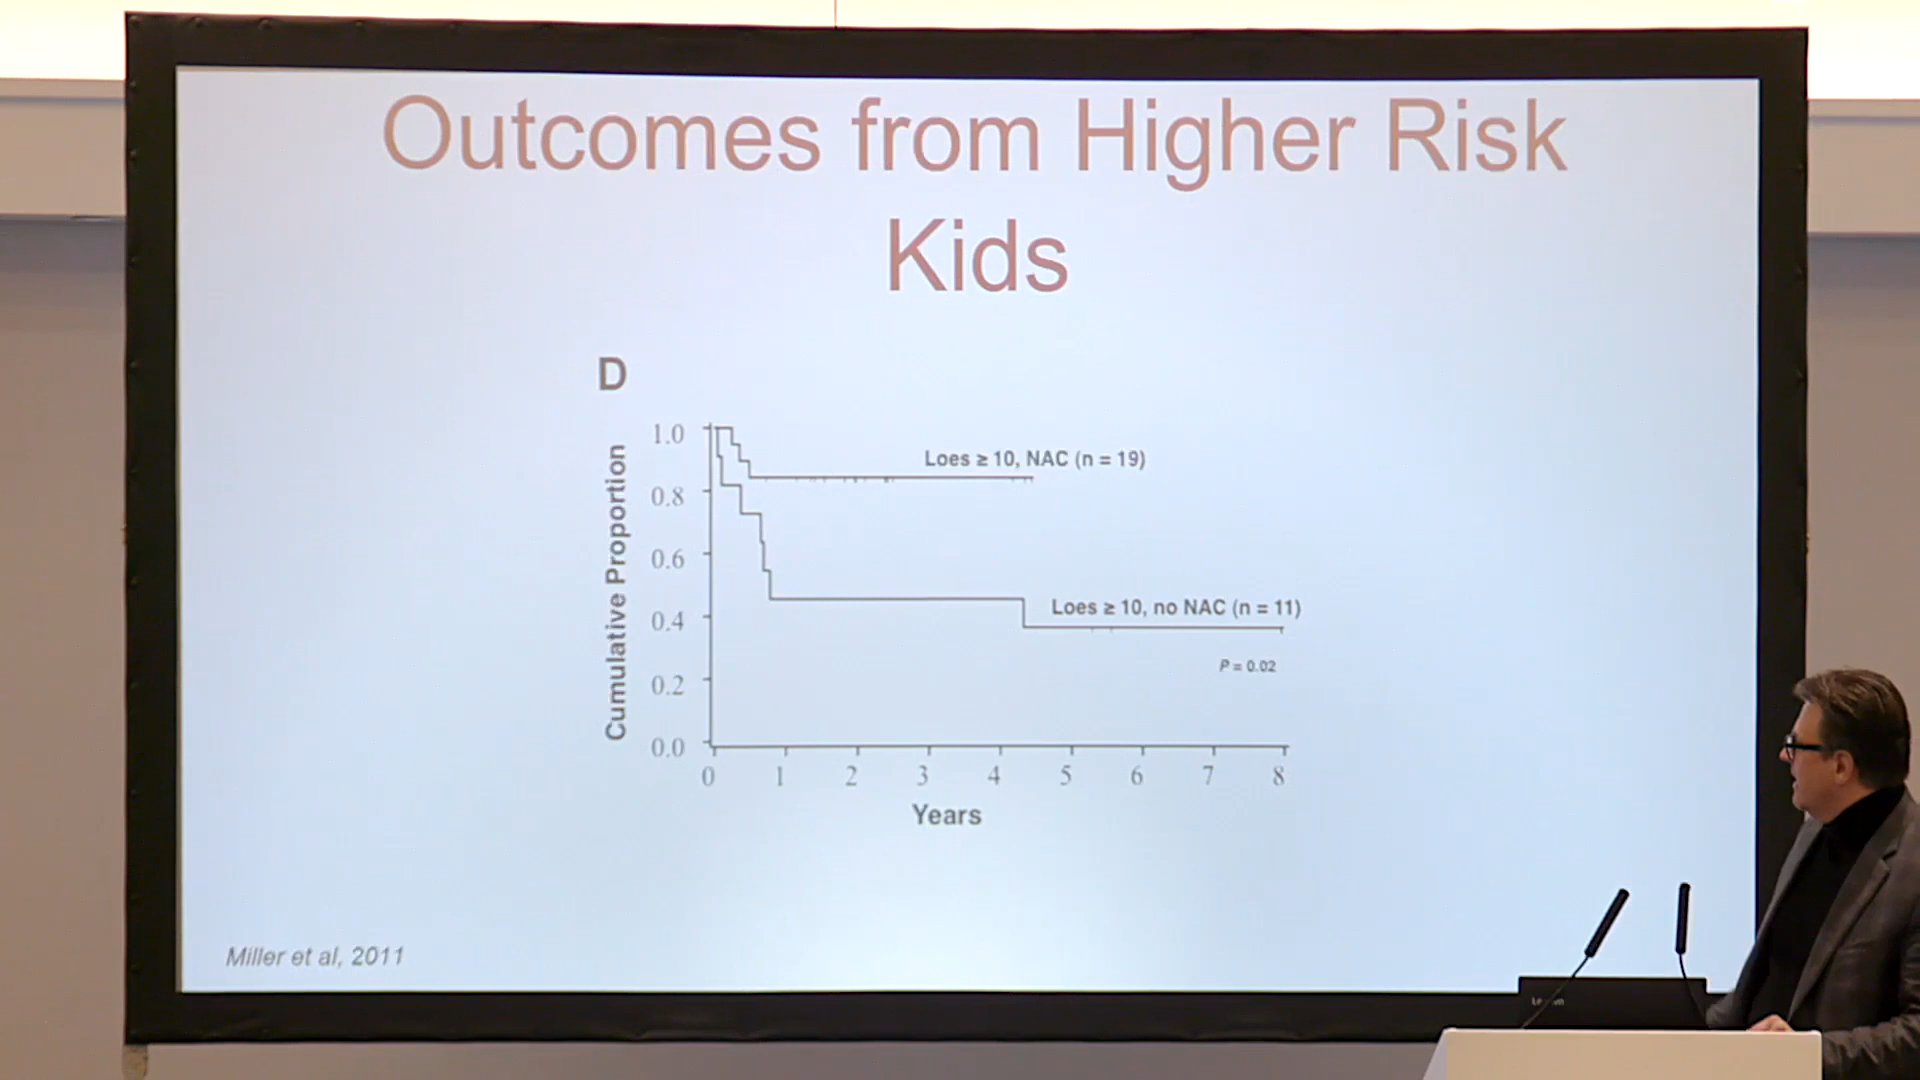 Outcomes from Higher Risk
Kids
D
Cumulative Proportion
1.0
0.8
0.6
0.4
0.2
0.0
Loes ≥ 10, NAC (n = 19)
Loes ≥ 10, no NAC (n = 11)
P = 0.02
0 1 2 3 4 5 6 7 8
Years
Miller et al, 2011